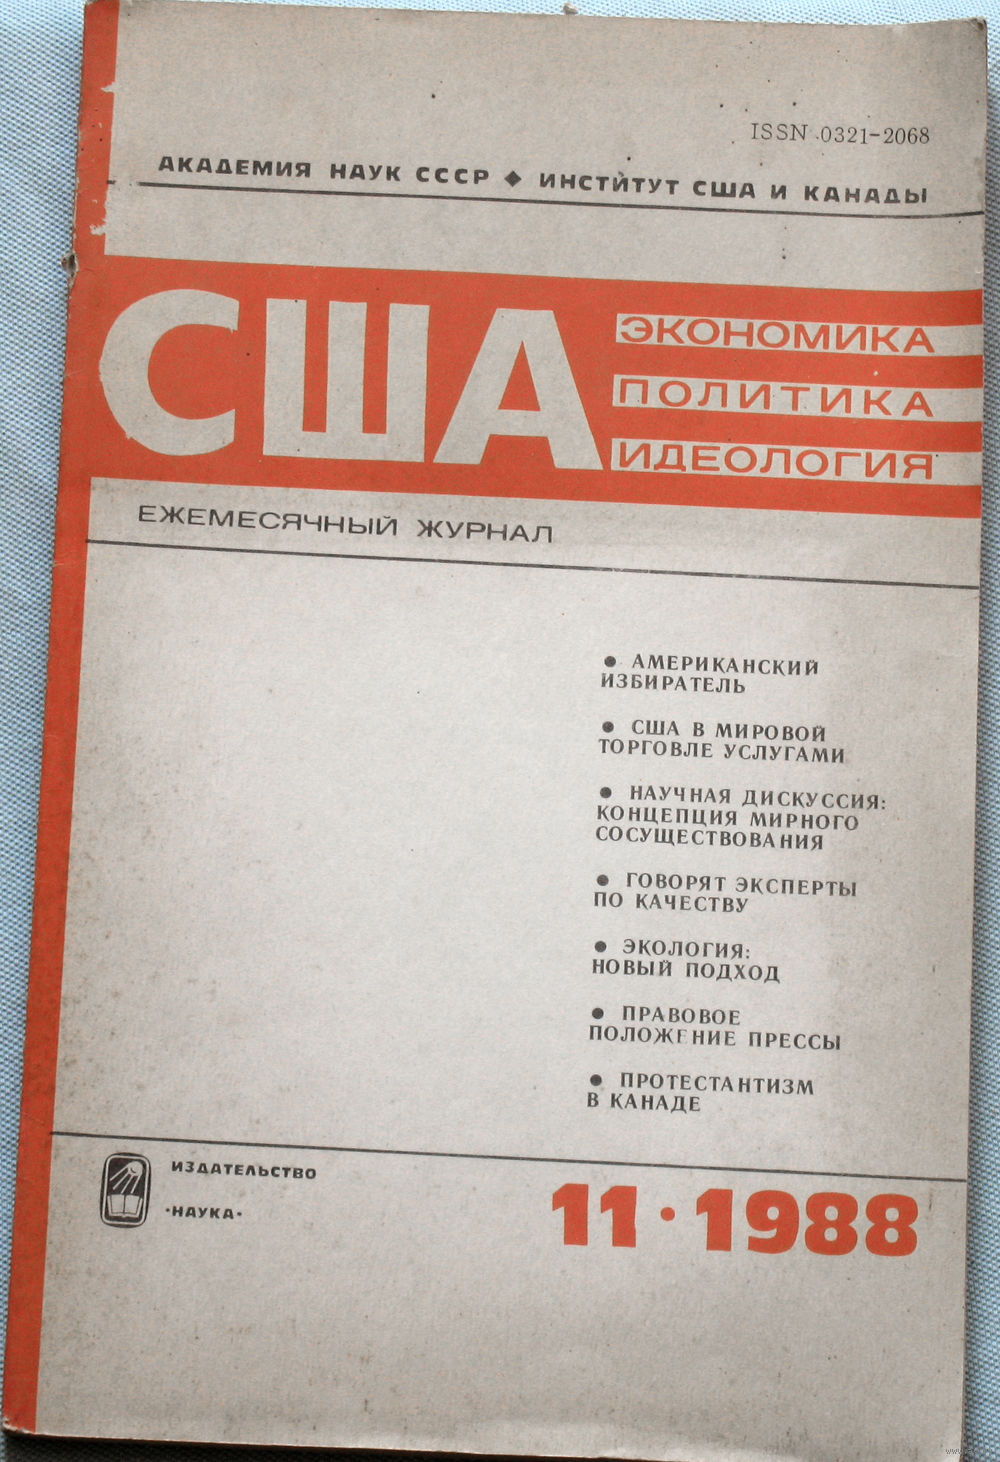 ISSN 0321-2068
АКАДЕМИЯ НАУК СССР ◆ ИНСТИТУТ США И КАНАДЫ
США
ЭКОНОМИКА
ПОЛИТИКА
ИДЕОЛОГИЯ
ЕЖЕМЕСЯЧНЫЙ ЖУРНАЛ
● АМЕРИКАНСКИЙ
ИЗБИРАТЕЛЬ
● США В МИРОВОЙ
ТОРГОВЛЕ УСЛУГАМИ
● НАУЧНАЯ ДИСКУССИЯ:
КОНЦЕПЦИЯ МИРНОГО
СОСУЩЕСТВОВАНИЯ
● ГОВОРЯТ ЭКСПЕРТЫ
ПО КАЧЕСТВУ
● ЭКОЛОГИЯ:
НОВЫЙ ПОДХОД
● ПРАВОВОЕ
ПОЛОЖЕНИЕ ПРЕССЫ
● ПРОТЕСТАНТИЗМ
В КАНАДЕ
ИЗДАТЕЛЬСТВО
·НАУКА·
11·1988